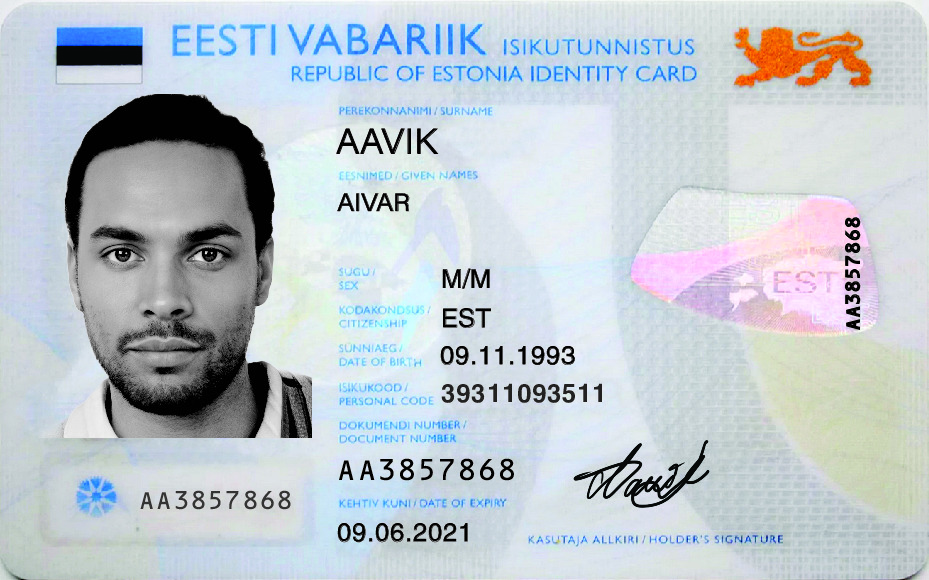 EESTI VABARIIK ISIKUTUNNISTUS
REPUBLIC OF ESTONIA IDENTITY CARD
PEREKONNANIMI / SURNAME
AAVIK
EESNIMED / GIVEN NAMES
AIVAR
SUGU /
SEX
M/M
KODAKONDSUS /
CITIZENSHIP
EST
SÜNNIAEG /
DATE OF BIRTH
09.11.1993
ISIKUKOOD /
PERSONAL CODE
39311093511
DOKUMENDI NUMBER /
DOCUMENT NUMBER
AA3857868
KEHTIV KUNI / DATE OF EXPIRY
09.06.2021
KASUTAJA ALLKIRI / HOLDER'S SIGNATURE
AA3857868
EST
AA3857868